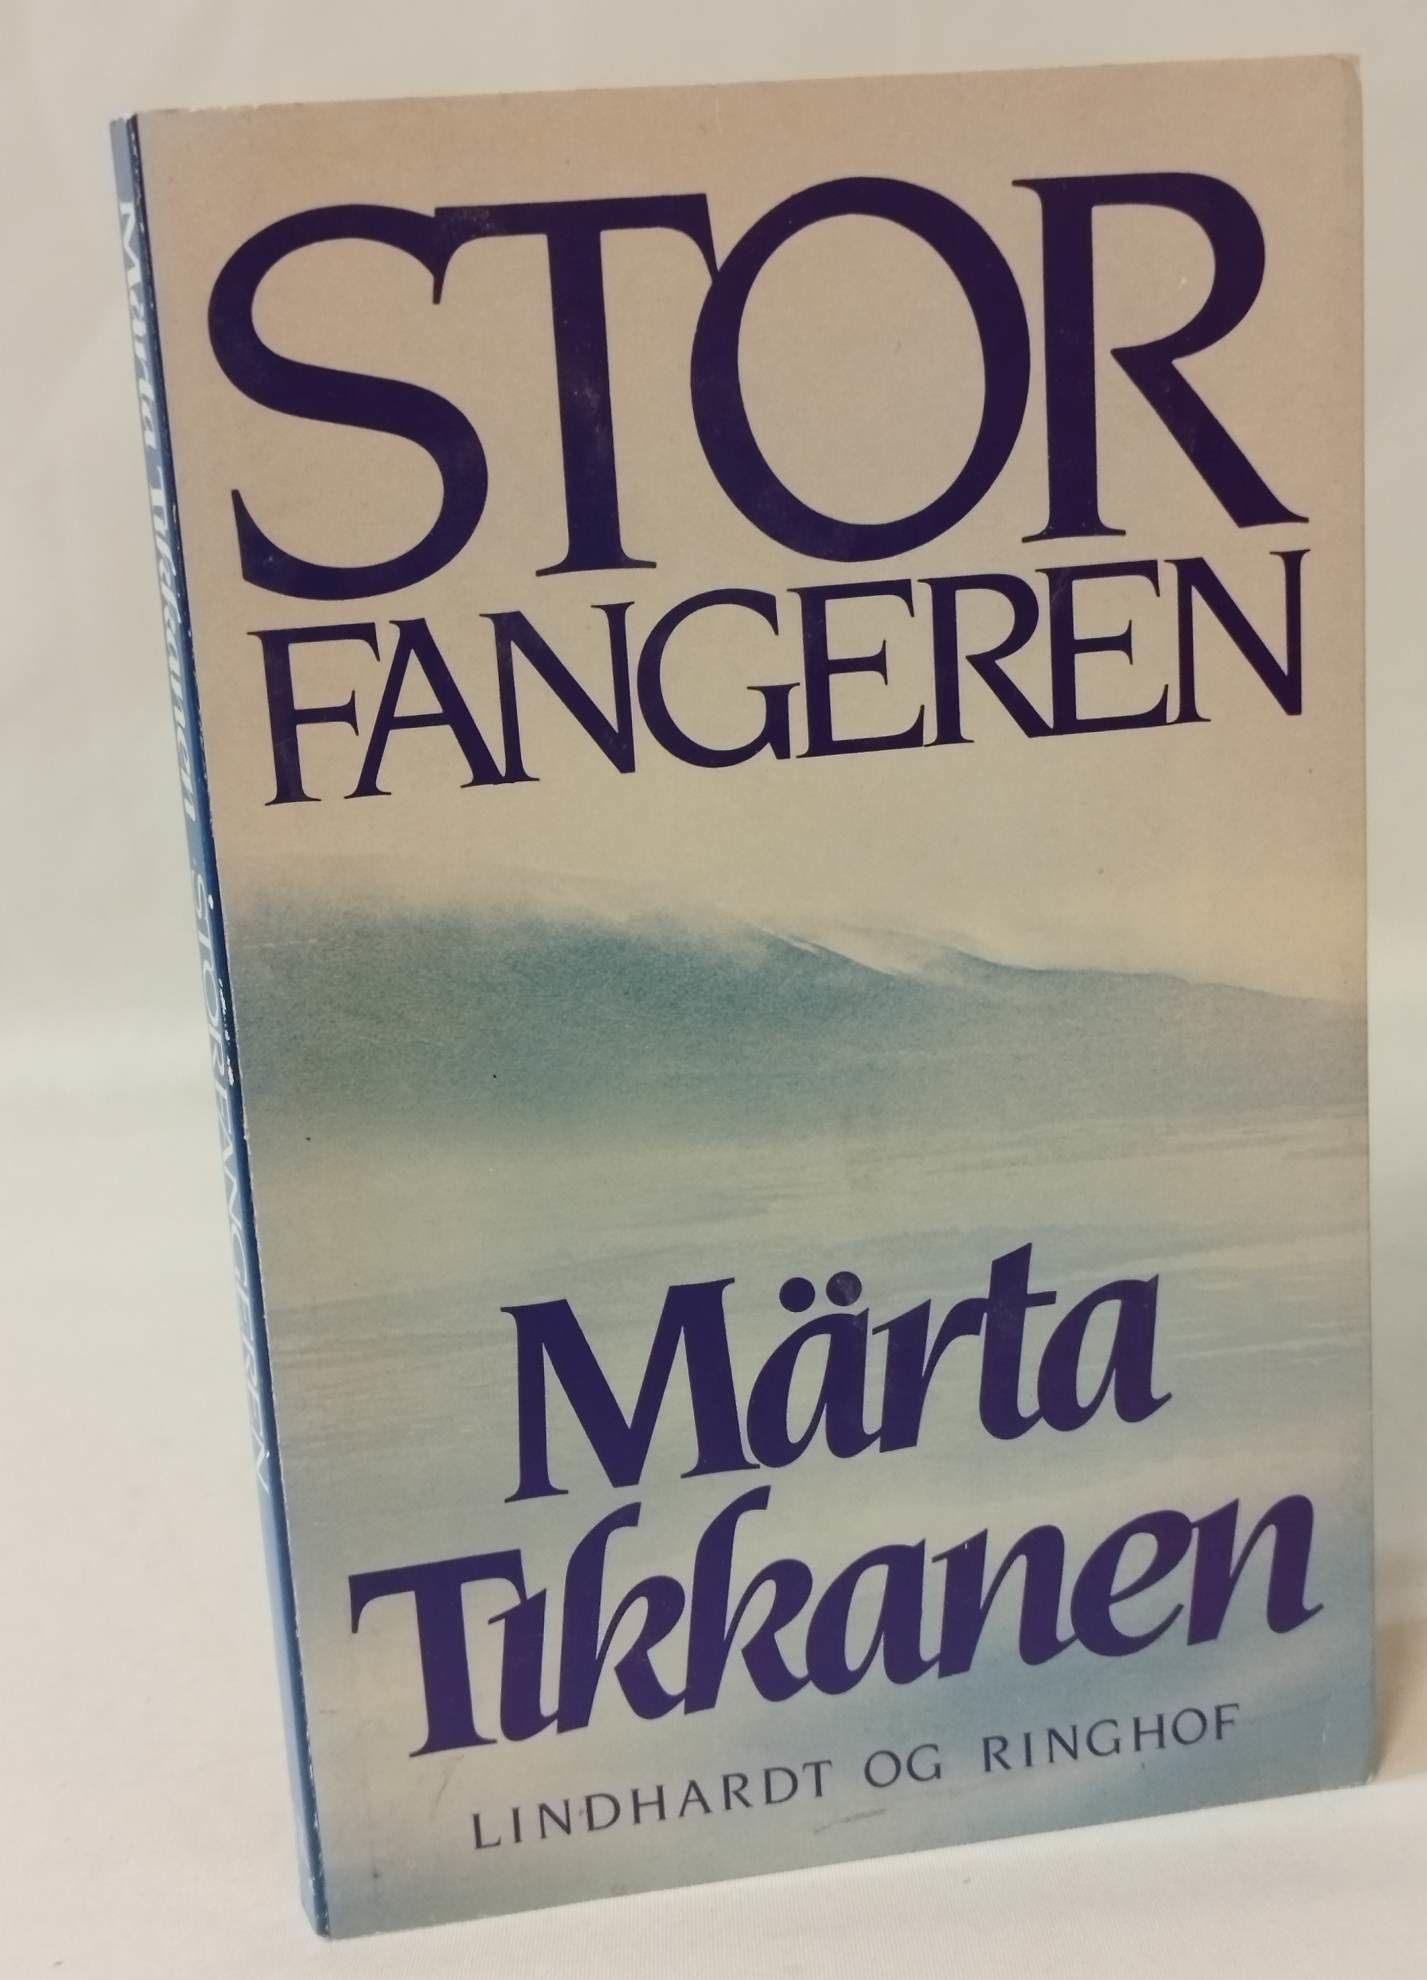 STOR
FANGEREN
Märta
Tikkanen
LINDHARDT OG RINGHOF
Märta Tikkanen · STORFANGEREN